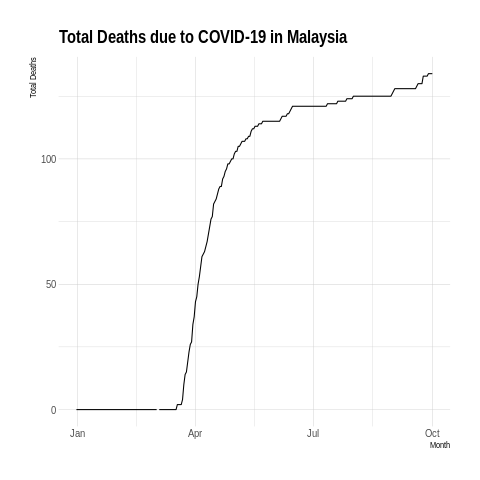 Total Deaths due to COVID-19 in Malaysia
Total Deaths
100
50
0
Jan
Apr
Jul
Oct
Month